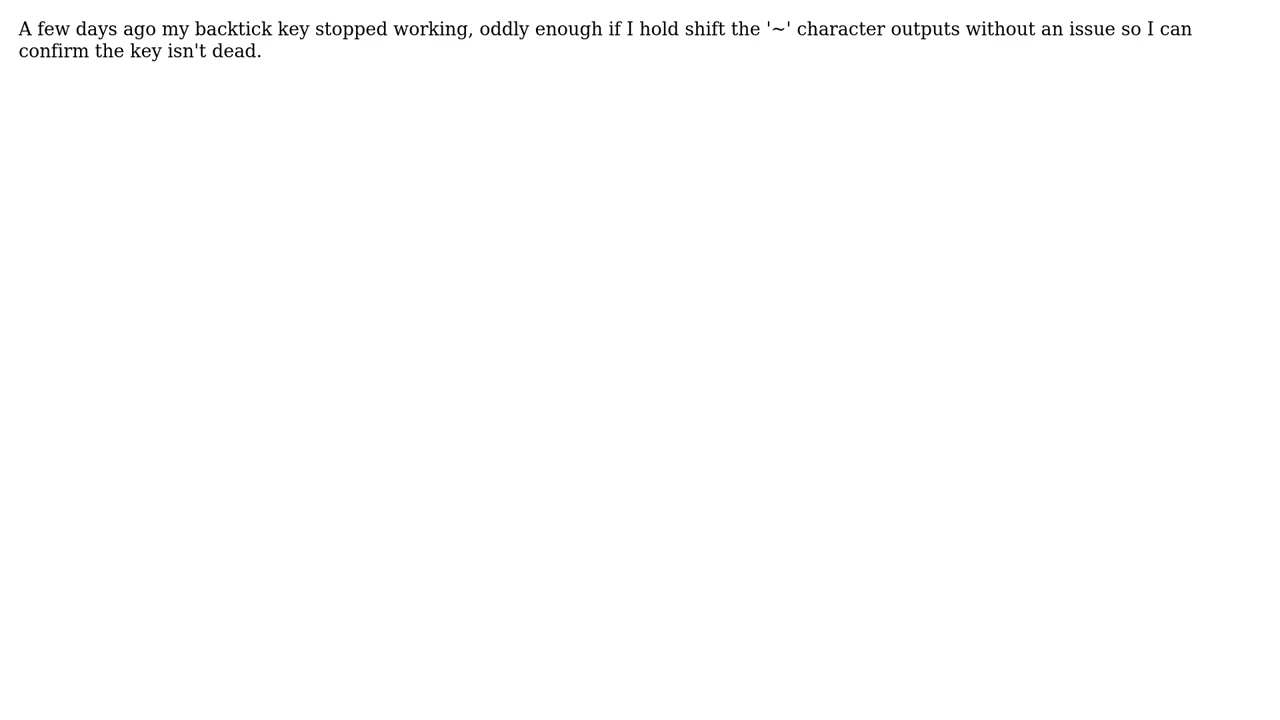 A few days ago my backtick key stopped working, oddly enough if I hold shift the '~' character outputs without an issue so I can
confirm the key isn't dead.